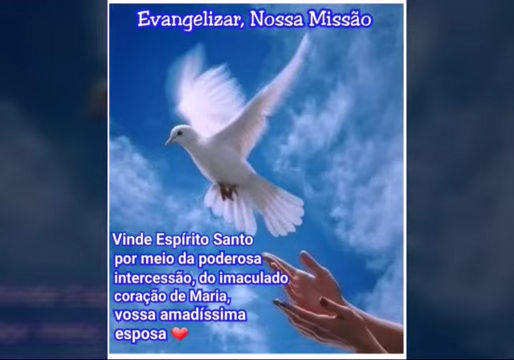 Evangelizar, Nossa Missão
Vinde Espírito Santo
por meio da poderosa
intercessão, do imaculado
coração de Maria,
vossa amadíssima
esposa ❤️